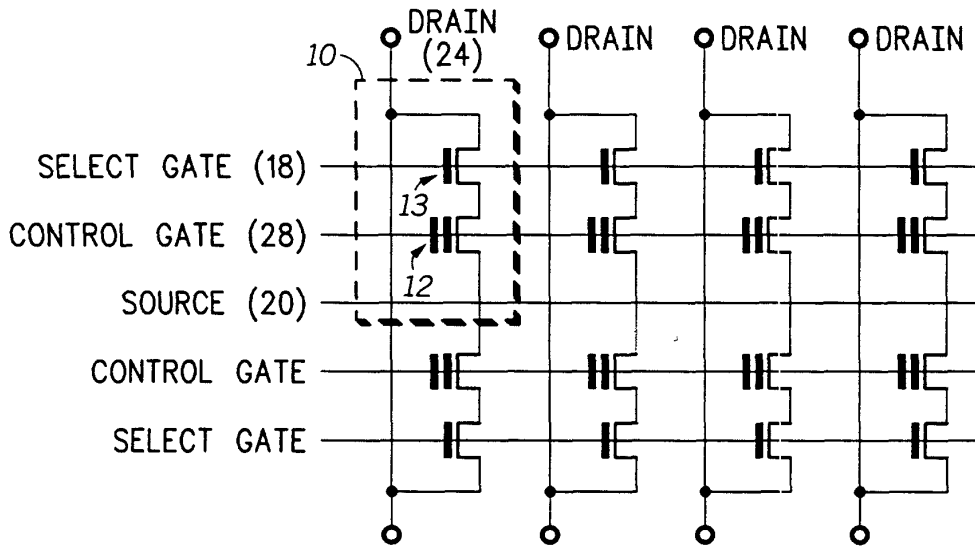 DRAIN
(24)
DRAIN
DRAIN
DRAIN
10
SELECT GATE (18)
13
CONTROL GATE (28)
12
SOURCE (20)
CONTROL GATE
SELECT GATE